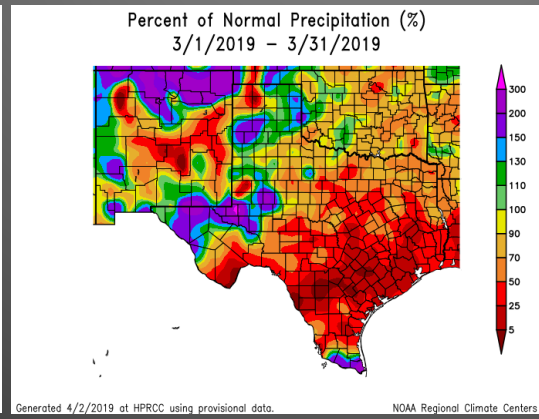 Percent of Normal Precipitation (%)
3/1/2019 – 3/31/2019
300
200
150
130
110
100
90
70
50
25
5
Generated 4/2/2019 at HPRCC using provisional data.
NOAA Regional Climate Centers